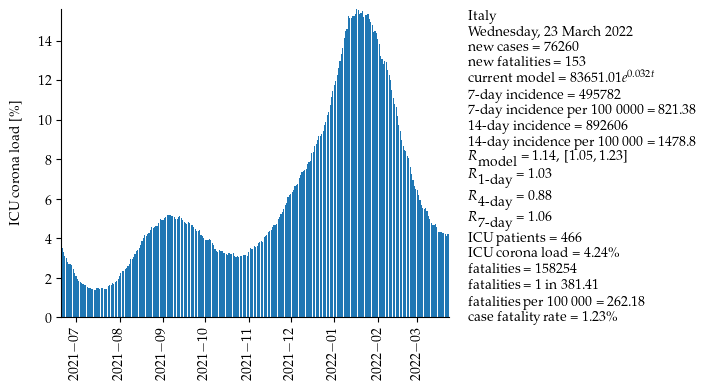 Italy
Wednesday, 23 March 2022
new cases = 76260
new fatalities = 153
current model = 83651.01e^0.032t
7-day incidence = 495782
7-day incidence per 100 0000 = 821.38
14-day incidence = 892606
14-day incidence per 100 000 = 1478.8
R_model = 1.14, [1.05, 1.23]
R_1-day = 1.03
R_4-day = 0.88
R_7-day = 1.06
ICU patients = 466
ICU corona load = 4.24%
fatalities = 158254
fatalities = 1 in 381.41
fatalities per 100 000 = 262.18
case fatality rate = 1.23%
ICU corona load [%]
14
12
10
8
6
4
2
0
2021−07
2021−08
2021−09
2021−10
2021−11
2021−12
2022−01
2022−02
2022−03